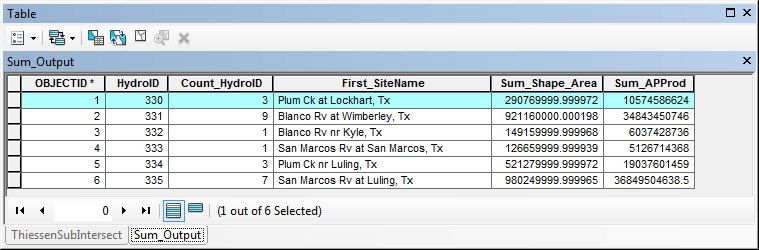 Table
Sum_Output
OBJECTID * HydroID Count_HydroID First_SiteName Sum_Shape_Area Sum_APProd
1 330 3 Plum Ck at Lockhart, Tx 290769999.999972 10574586624
2 331 9 Blanco Rv at Wimberley, Tx 921160000.000198 34843450746
3 332 1 Blanco Rv nr Kyle, Tx 149159999.999968 6037428736
4 333 1 San Marcos Rv at San Marcos, Tx 126659999.999939 5126714368
5 334 3 Plum Ck nr Luling, Tx 521279999.999972 19037601459
6 335 7 San Marcos Rv at Luling, Tx 980249999.999965 36849504638.5
0 (1 out of 6 Selected)
ThiessenSubIntersect Sum_Output